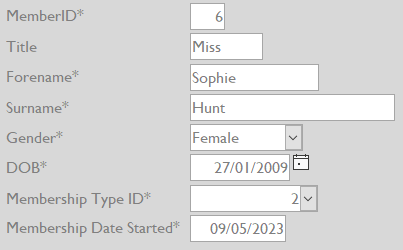 MemberID* 6
Title Miss
Forename* Sophie
Surname* Hunt
Gender* Female
DOB* 27/01/2009
Membership Type ID* 2
Membership Date Started* 09/05/2023